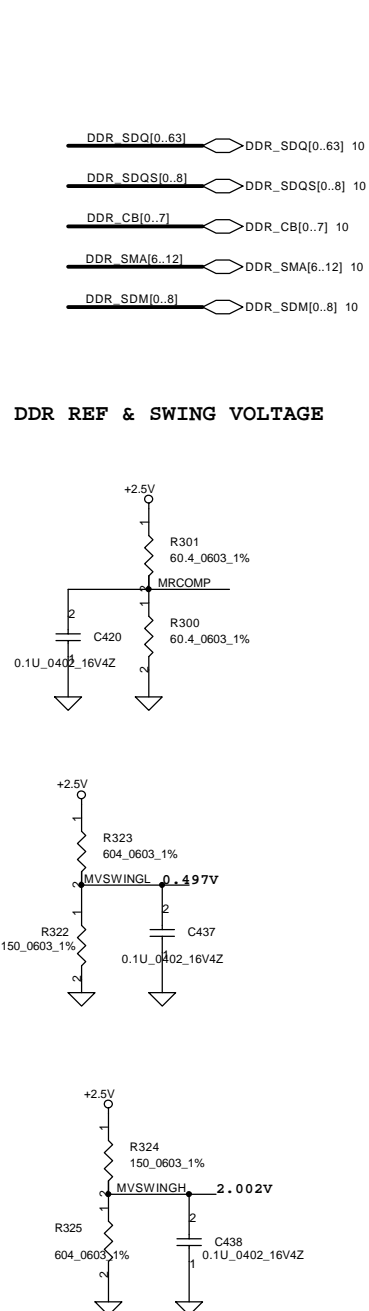 DDR_SDQ[0..63] DDR_SDQ[0..63] 10
DDR_SDQS[0..8] DDR_SDQS[0..8] 10
DDR_CB[0..7] DDR_CB[0..7] 10
DDR_SMA[6..12] DDR_SMA[6..12] 10
DDR_SDM[0..8] DDR_SDM[0..8] 10
DDR REF & SWING VOLTAGE
+2.5V
1
R301
60.4_0603_1%
2
MRCOMP
1
R300
60.4_0603_1%
2
2
C420
0.1U_0402_16V4Z
1
+2.5V
1
R323
604_0603_1%
2
MVSWINGL 0.497V
1
R322
150_0603_1%
2
2
C437
0.1U_0402_16V4Z
1
+2.5V
1
R324
150_0603_1%
2
MVSWINGH 2.002V
1
R325
604_0603_1%
2
2
C438
0.1U_0402_16V4Z
1